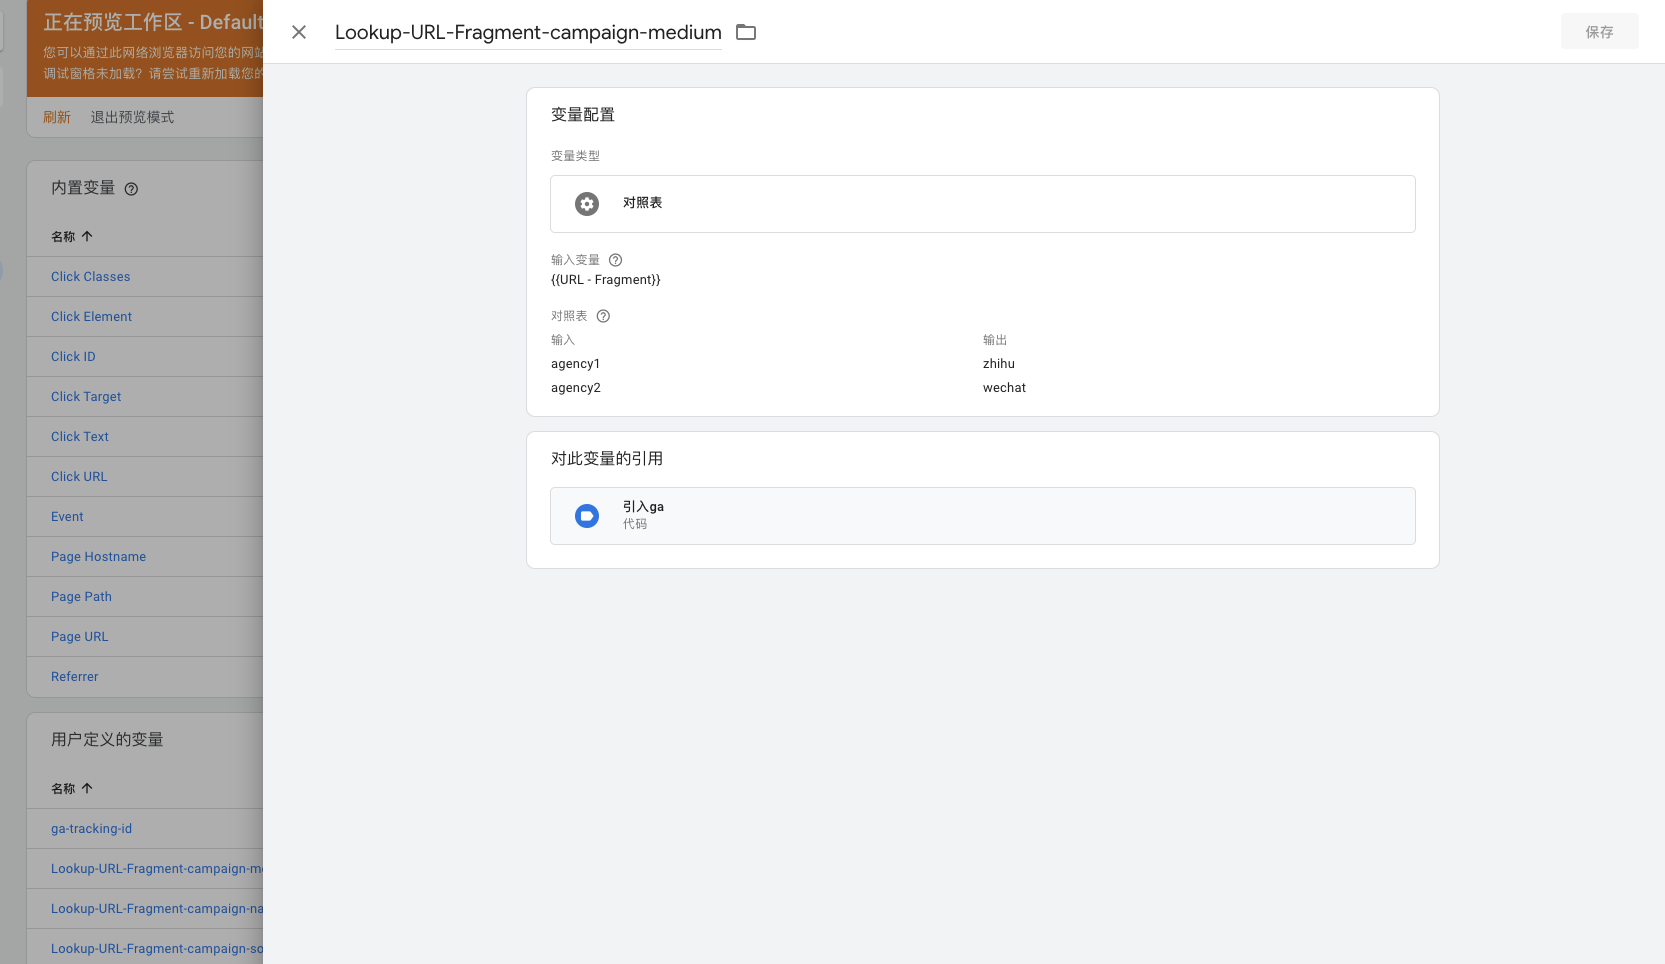 正在预览工作区 - Default
您可以通过此网络浏览器访问您的网站
调试窗格未加载？请尝试重新加载您的
刷新 退出预览模式
内置变量
名称
Click Classes
Click Element
Click ID
Click Target
Click Text
Click URL
Event
Page Hostname
Page Path
Page URL
Referrer
用户定义的变量
名称
ga-tracking-id
Lookup-URL-Fragment-campaign-me
Lookup-URL-Fragment-campaign-na
Lookup-URL-Fragment-campaign-so
Lookup-URL-Fragment-campaign-medium
保存
变量配置
变量类型
对照表
输入变量
{{URL - Fragment}}
对照表
输入 输出
agency1 zhihu
agency2 wechat
对此变量的引用
引入ga
代码